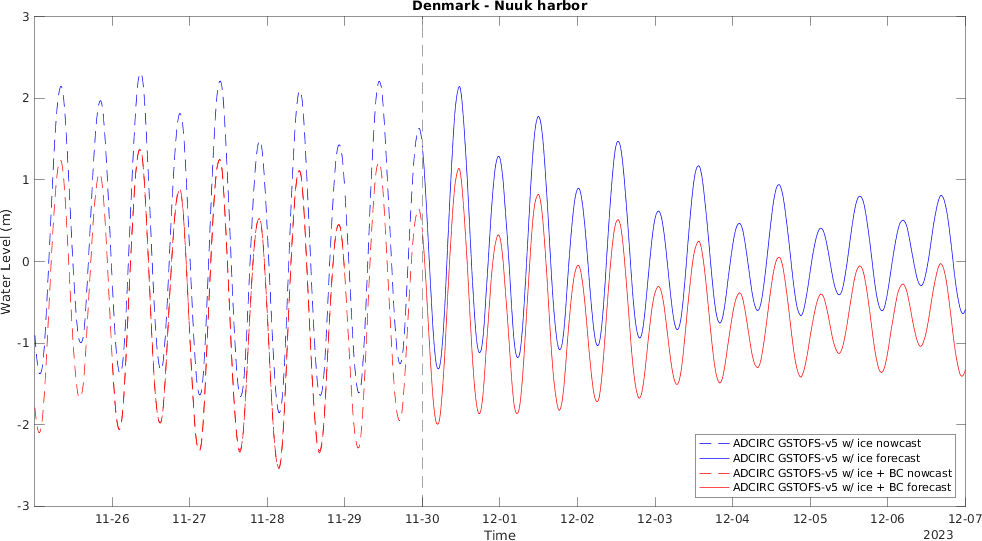 Denmark - Nuuk harbor
3
2
1
0
-1
-2
-3
Water Level (m)
ADCIRC GSTOFS-v5 w/ ice nowcast
ADCIRC GSTOFS-v5 w/ ice forecast
ADCIRC GSTOFS-v5 w/ ice + BC nowcast
ADCIRC GSTOFS-v5 w/ ice + BC forecast
11-26 11-27 11-28 11-29 11-30 12-01 12-02 12-03 12-04 12-05 12-06 12-07
Time
2023